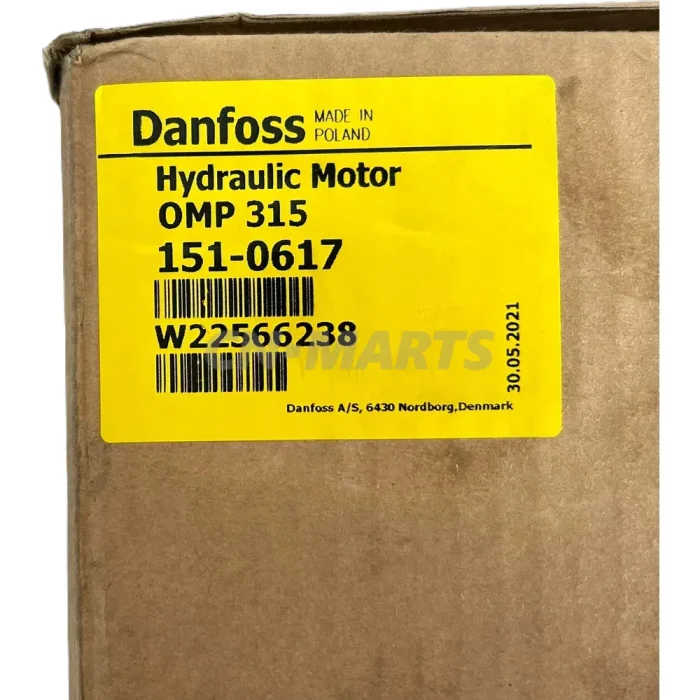 Danfoss
MADE IN
POLAND
Hydraulic Motor
OMP 315
151-0617
W22566238
30.05.2021
Danfoss A/S, 6430 Nordborg,Denmark